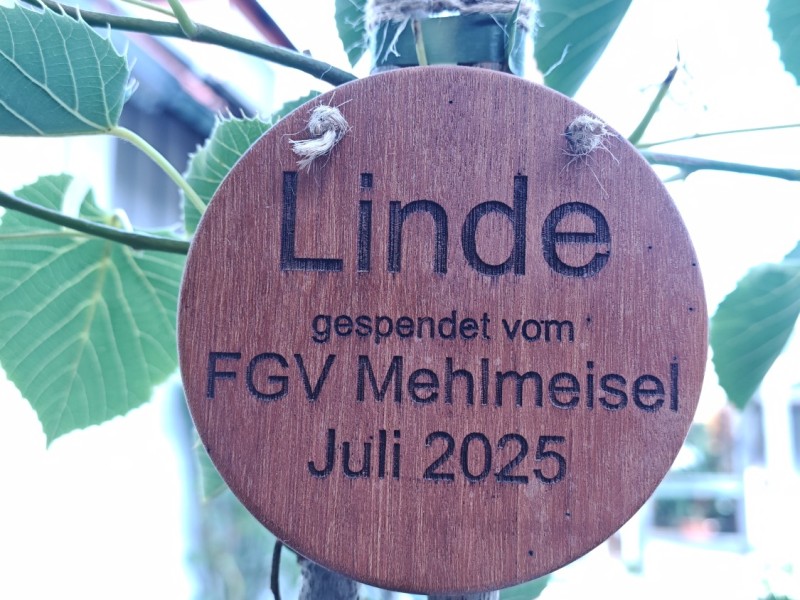 Linde
gespendet vom
FGV Mehlmeisel
Juli 2025